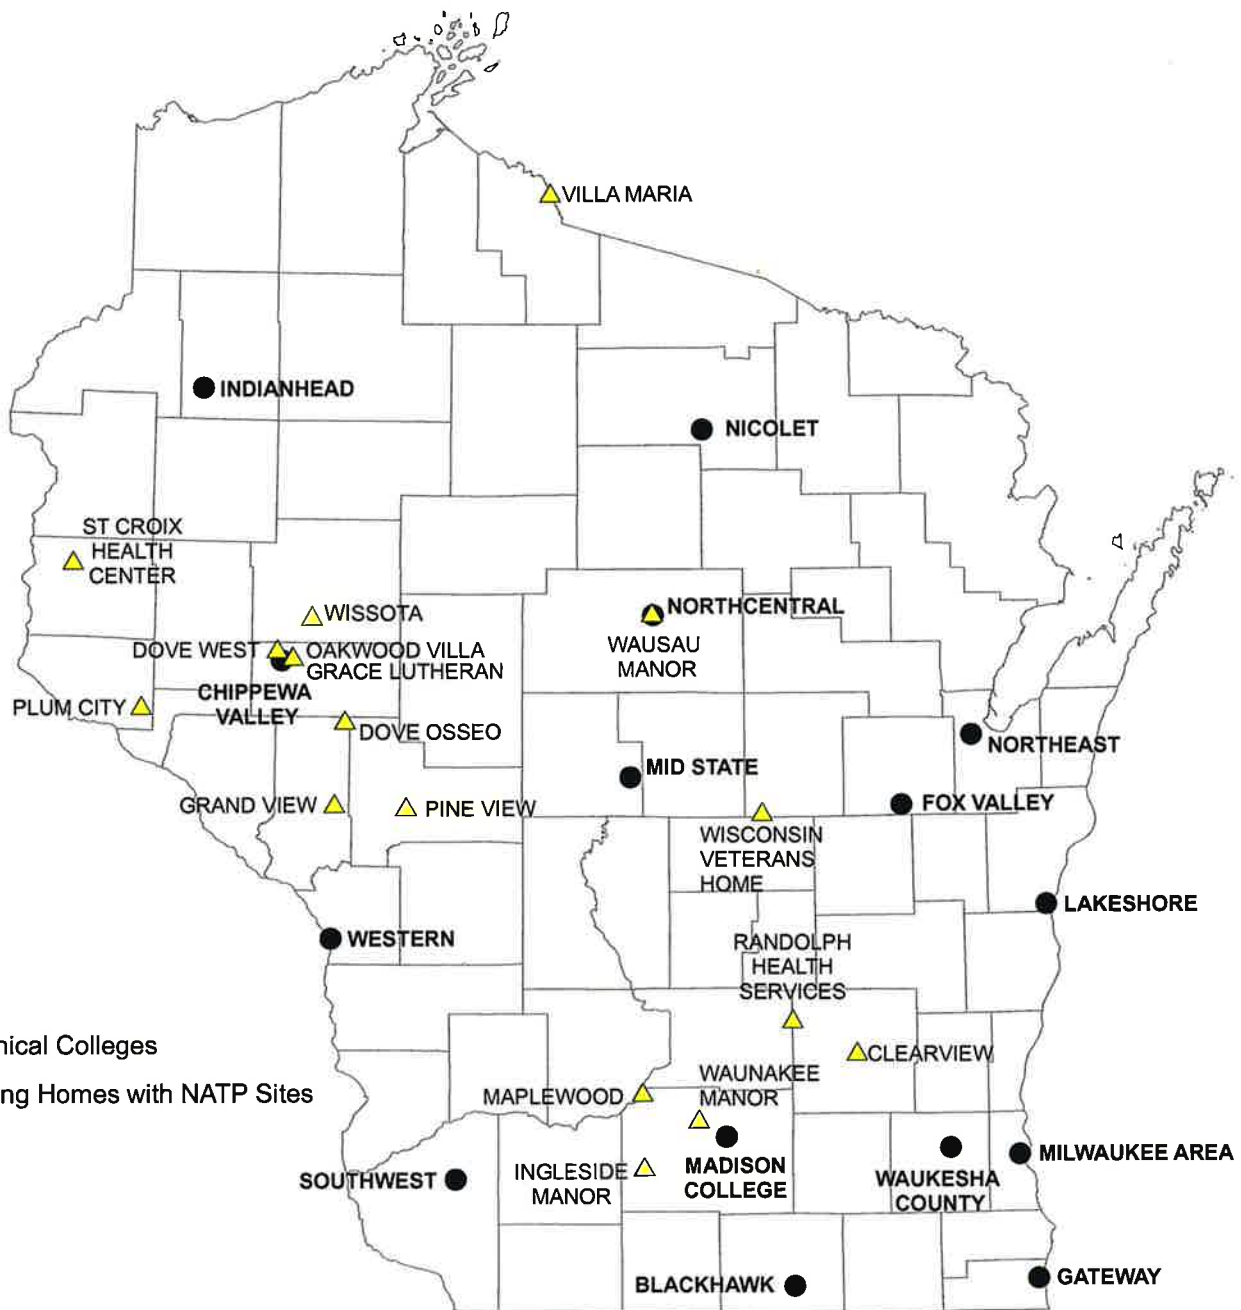 VILLA MARIA
INDIANHEAD
NICOLET
ST CROIX
HEALTH
CENTER
WISSOTA
NORTHCENTRAL
WAUSAU
MANOR
DOVE WEST
OAKWOOD VILLA
GRACE LUTHERAN
CHIPPEWA
VALLEY
PLUM CITY
DOVE OSSEO
NORTHEAST
MID STATE
GRAND VIEW
PINE VIEW
FOX VALLEY
WISCONSIN
VETERANS
HOME
LAKESHORE
WESTERN
RANDOLPH
HEALTH
SERVICES
nical Colleges
CLEARVIEW
ng Homes with NATP Sites
MAPLEWOOD
WAUNAKEE
MANOR
MADISON
COLLEGE
MILWAUKEE AREA
WAUKESHA
COUNTY
SOUTHWEST
INGLESIDE
MANOR
BLACKHAWK
GATEWAY